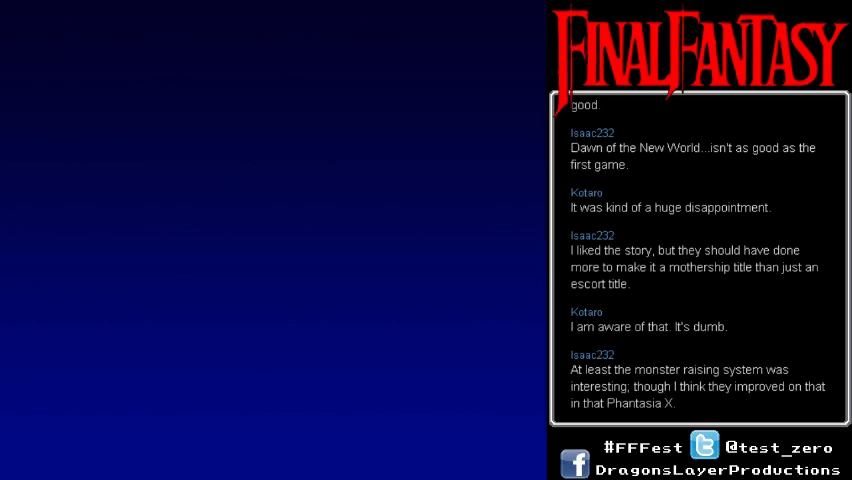 FINAL FANTASY
good.
Isaac232
Dawn of the New World...isn't as good as the
first game.
Kotaro
It was kind of a huge disappointment.
Isaac232
I liked the story, but they should have done
more to make it a mothership title than just an
escort title.
Kotaro
I am aware of that. It's dumb.
Isaac232
At least the monster raising system was
interesting; though I think they improved on that
in that Phantasia X.
#FFFest @test_zero
DragonsLayerProductions